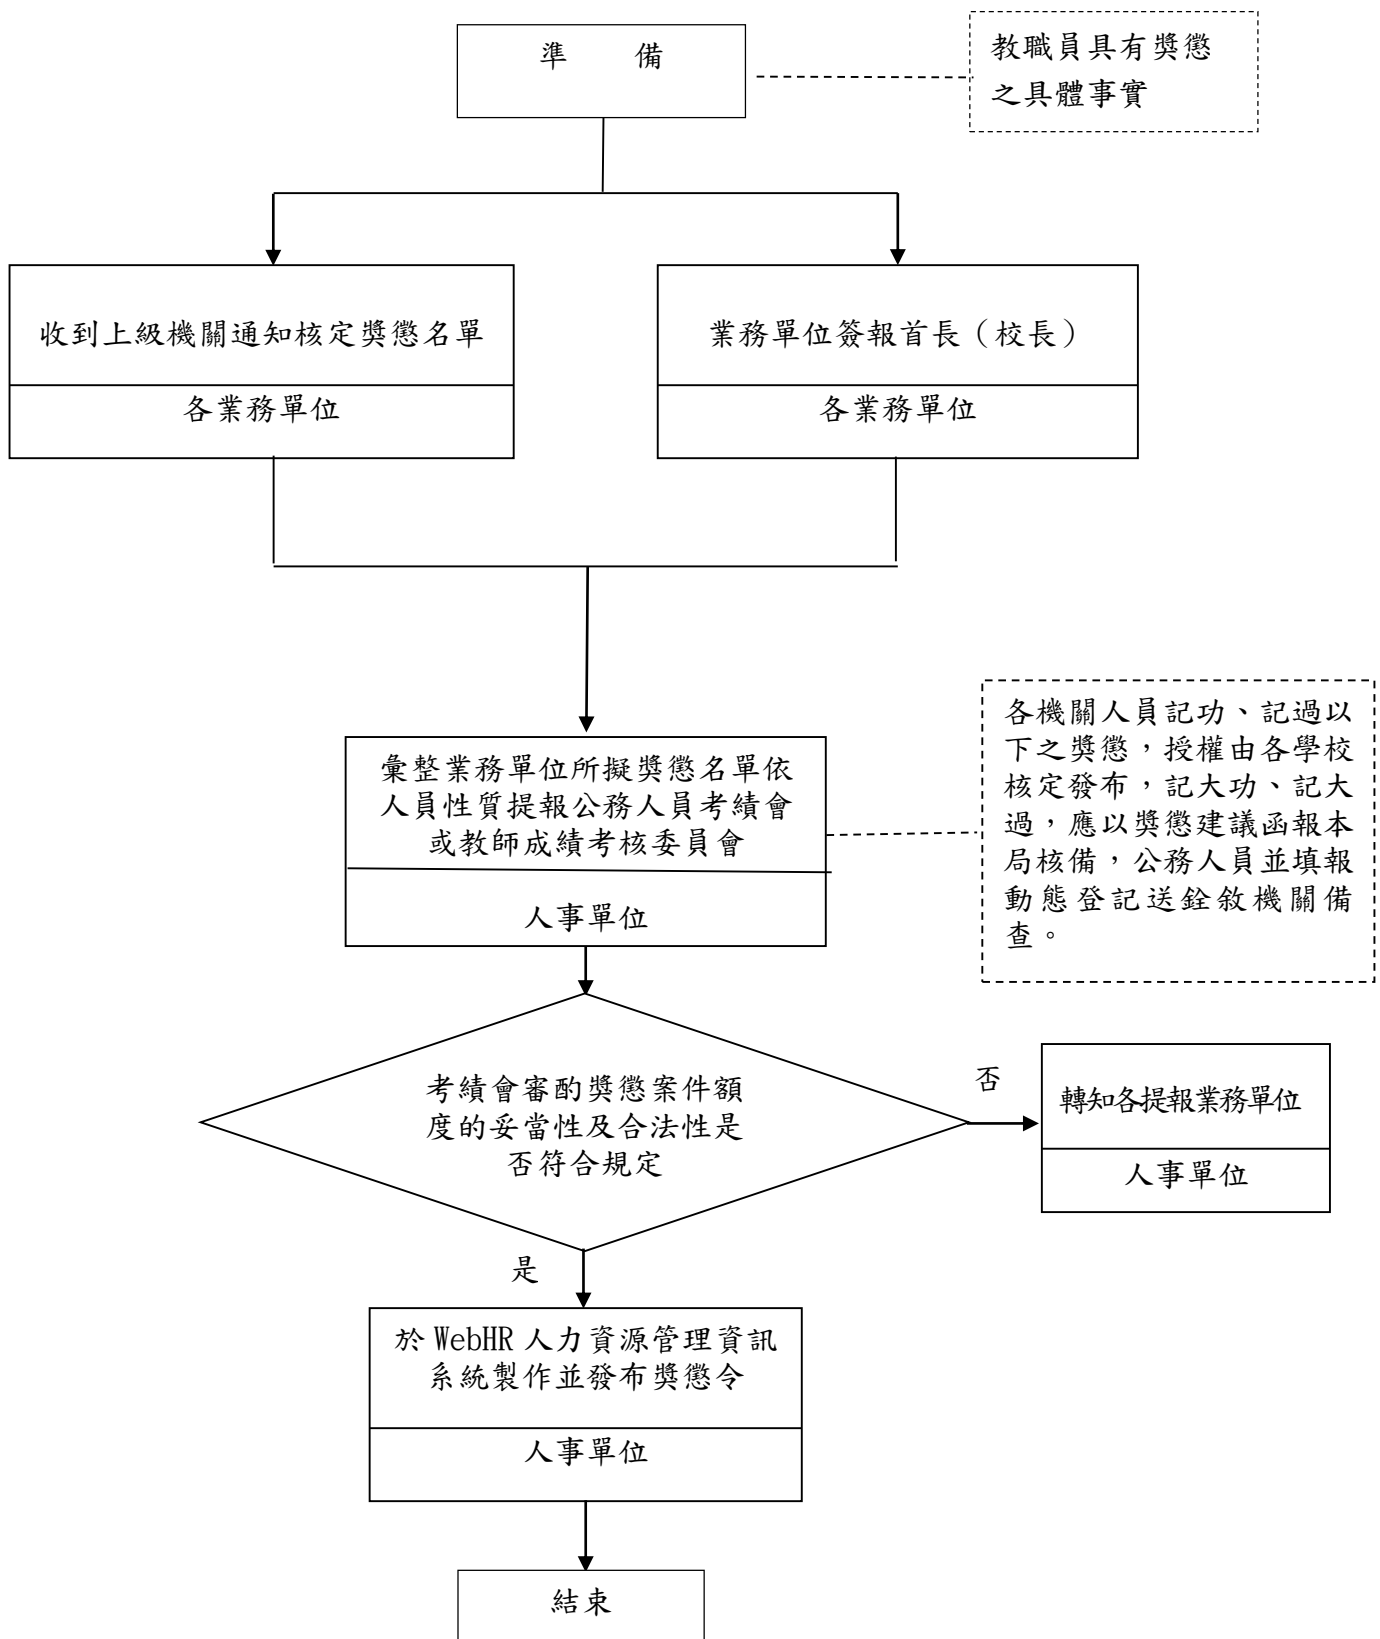 準　　備
教職員具有獎懲
之具體事實
收到上級機關通知核定獎懲名單
各業務單位
業務單位簽報首長（校長）
各業務單位
彙整業務單位所擬獎懲名單依
人員性質提報公務人員考績會
或教師成績考核委員會
人事單位
各機關人員記功、記過以
下之獎懲，授權由各學校
核定發布，記大功、記大
過，應以獎懲建議函報本
局核備，公務人員並填報
動態登記送銓敘機關備
查。
考績會審酌獎懲案件額
度的妥當性及合法性是
否符合規定
否
轉知各提報業務單位
人事單位
是
於 WebHR 人力資源管理資訊
系統製作並發布獎懲令
人事單位
結束